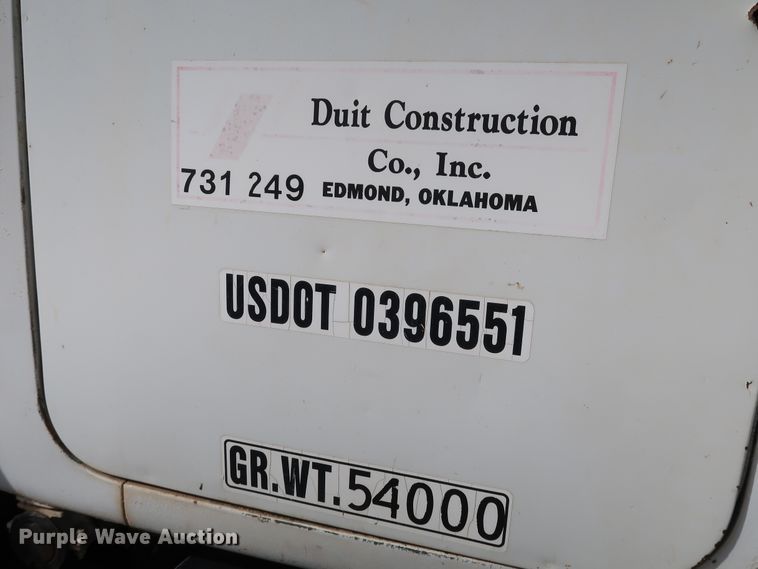 Duit Construction
Co., Inc.
731 249 EDMOND, OKLAHOMA
USDOT 0396551
GR.WT.54000
Purple Wave Auction